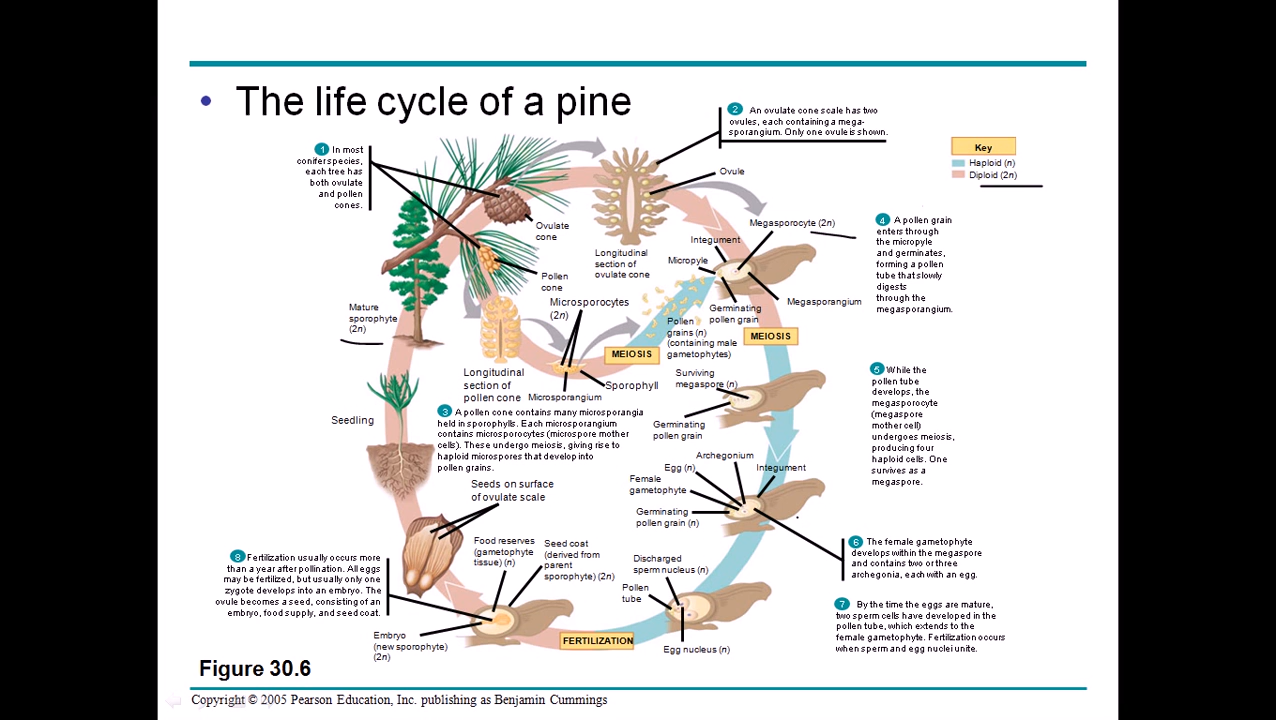 • The life cycle of a pine
1 In most
conifer species,
each tree has
both ovulate
and pollen
cones.
2 An ovulate cone scale has two
ovules, each containing a mega-
sporangium. Only one ovule is shown.
Key
Haploid (n)
Diploid (2n)
Ovule
Ovulate
cone
Longitudinal
section of
ovulate cone
Megasporocyte (2n)
Integument
Micropyle
4 A pollen grain
enters through
the micropyle
and germinates,
forming a pollen
tube that slowly
digests
through the
megasporangium.
Pollen
cone
Microsporocytes
(2n)
Megasporangium
Germinating
pollen grain
Mature
sporophyte
(2n)
Pollen
grains (n)
(containing male
gametophytes)
MEIOSIS
MEIOSIS
Longitudinal
section of
pollen cone
Microsporangium
Sporophyll
Surviving
megaspore (n)
5 While the
pollen tube
develops, the
megasporocyte
(megaspore
mother cell)
undergoes meiosis,
producing four
haploid cells. One
survives as a
megaspore.
Seedling
3 A pollen cone contains many microsporangia
held in sporophylls. Each microsporangium
contains microsporocytes (microspore mother
cells). These undergo meiosis, giving rise to
haploid microspores that develop into
pollen grains.
Germinating
pollen grain
Archegonium
Egg (n)
Integument
Female
gametophyte
Germinating
pollen grain (n)
Seeds on surface
of ovulate scale
6 The female gametophyte
develops within the megaspore
and contains two or three
archegonia, each with an egg.
8 Fertilization usually occurs more
than a year after pollination. All eggs
may be fertilized, but usually only one
zygote develops into an embryo. The
ovule becomes a seed, consisting of an
embryo, food supply, and seed coat.
Food reserves
(gametophyte
tissue) (n)
Seed coat
(derived from
parent
sporophyte) (2n)
Discharged
sperm nucleus (n)
Pollen
tube
7 By the time the eggs are mature,
two sperm cells have developed in the
pollen tube, which extends to the
female gametophyte. Fertilization occurs
when sperm and egg nuclei unite.
Embryo
(new sporophyte)
(2n)
FERTILIZATION
Egg nucleus (n)
Figure 30.6
Copyright © 2005 Pearson Education, Inc. publishing as Benjamin Cummings